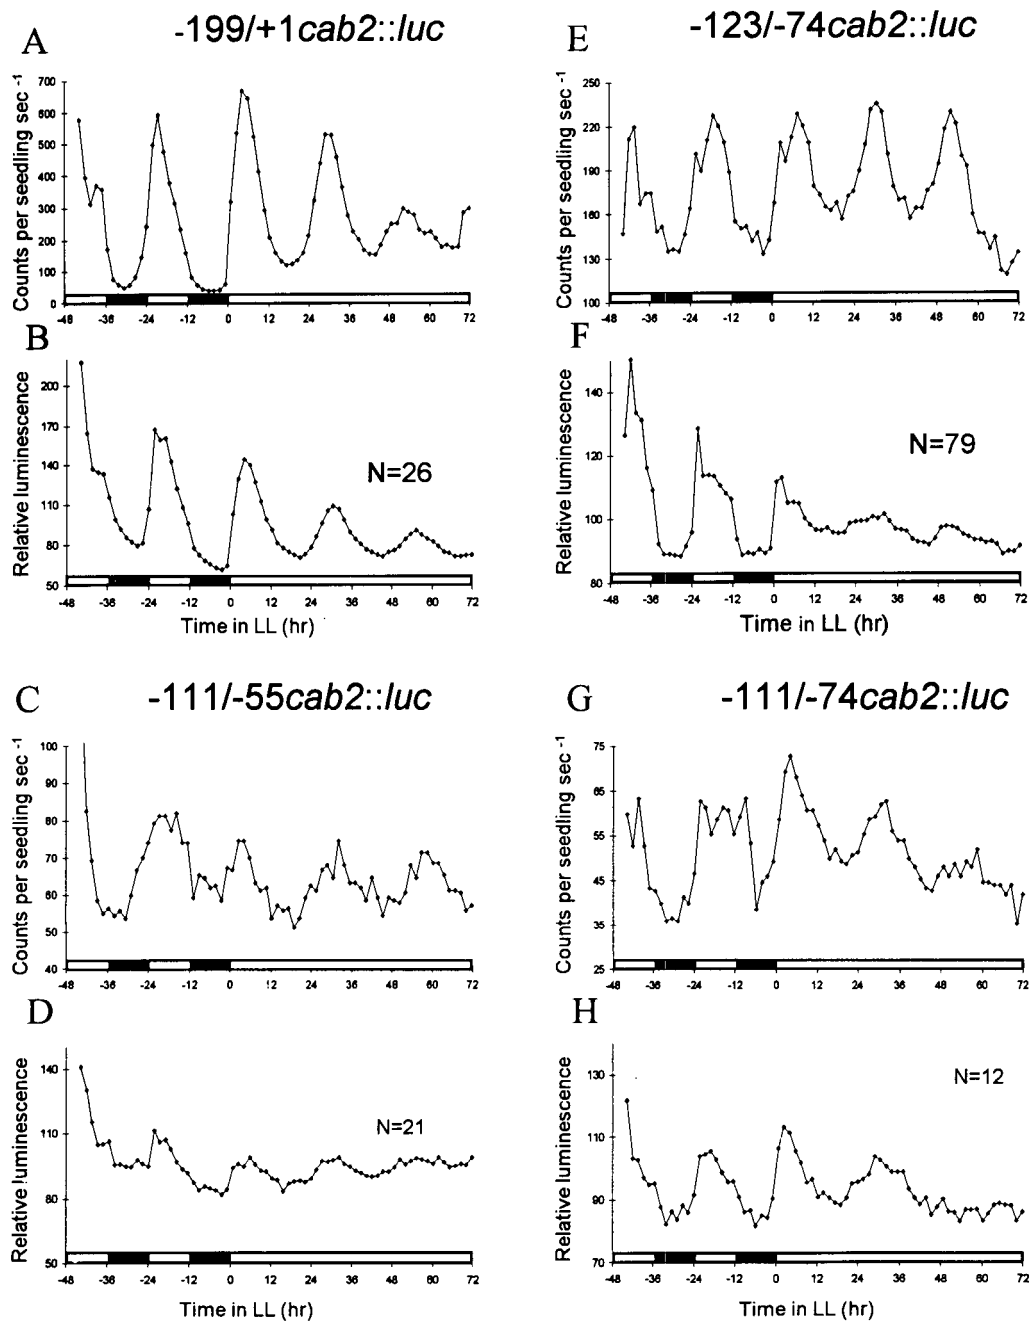 A
-199/+1cab2::luc
Counts per seedling sec -1
700
600
500
400
300
200
100
0
-48 -36 -24 -12 0 12 24 36 48 60 72
B
Relative luminescence
200
170
140
110
80
50
N=26
-48 -36 -24 -12 0 12 24 36 48 60 72
Time in LL (hr)
E
-123/-74cab2::luc
Counts per seedling sec -1
250
220
190
160
130
100
-48 -36 -24 -12 0 12 24 36 48 60 72
F
Relative luminescence
140
120
100
80
N=79
-48 -36 -24 -12 0 12 24 36 48 60 72
Time in LL (hr)
C
-111/-55cab2::luc
Counts per seedling sec -1
100
90
80
70
60
50
40
-48 -36 -24 -12 0 12 24 36 48 60 72
D
Relative luminescence
140
110
80
50
N=21
-48 -36 -24 -12 0 12 24 36 48 60 72
Time in LL (hr)
G
-111/-74cab2::luc
Counts per seedling sec -1
75
65
55
45
35
25
-48 -36 -24 -12 0 12 24 36 48 60 72
H
Relative luminescence
130
110
90
70
N=12
-48 -36 -24 -12 0 12 24 36 48 60 72
Time in LL (hr)